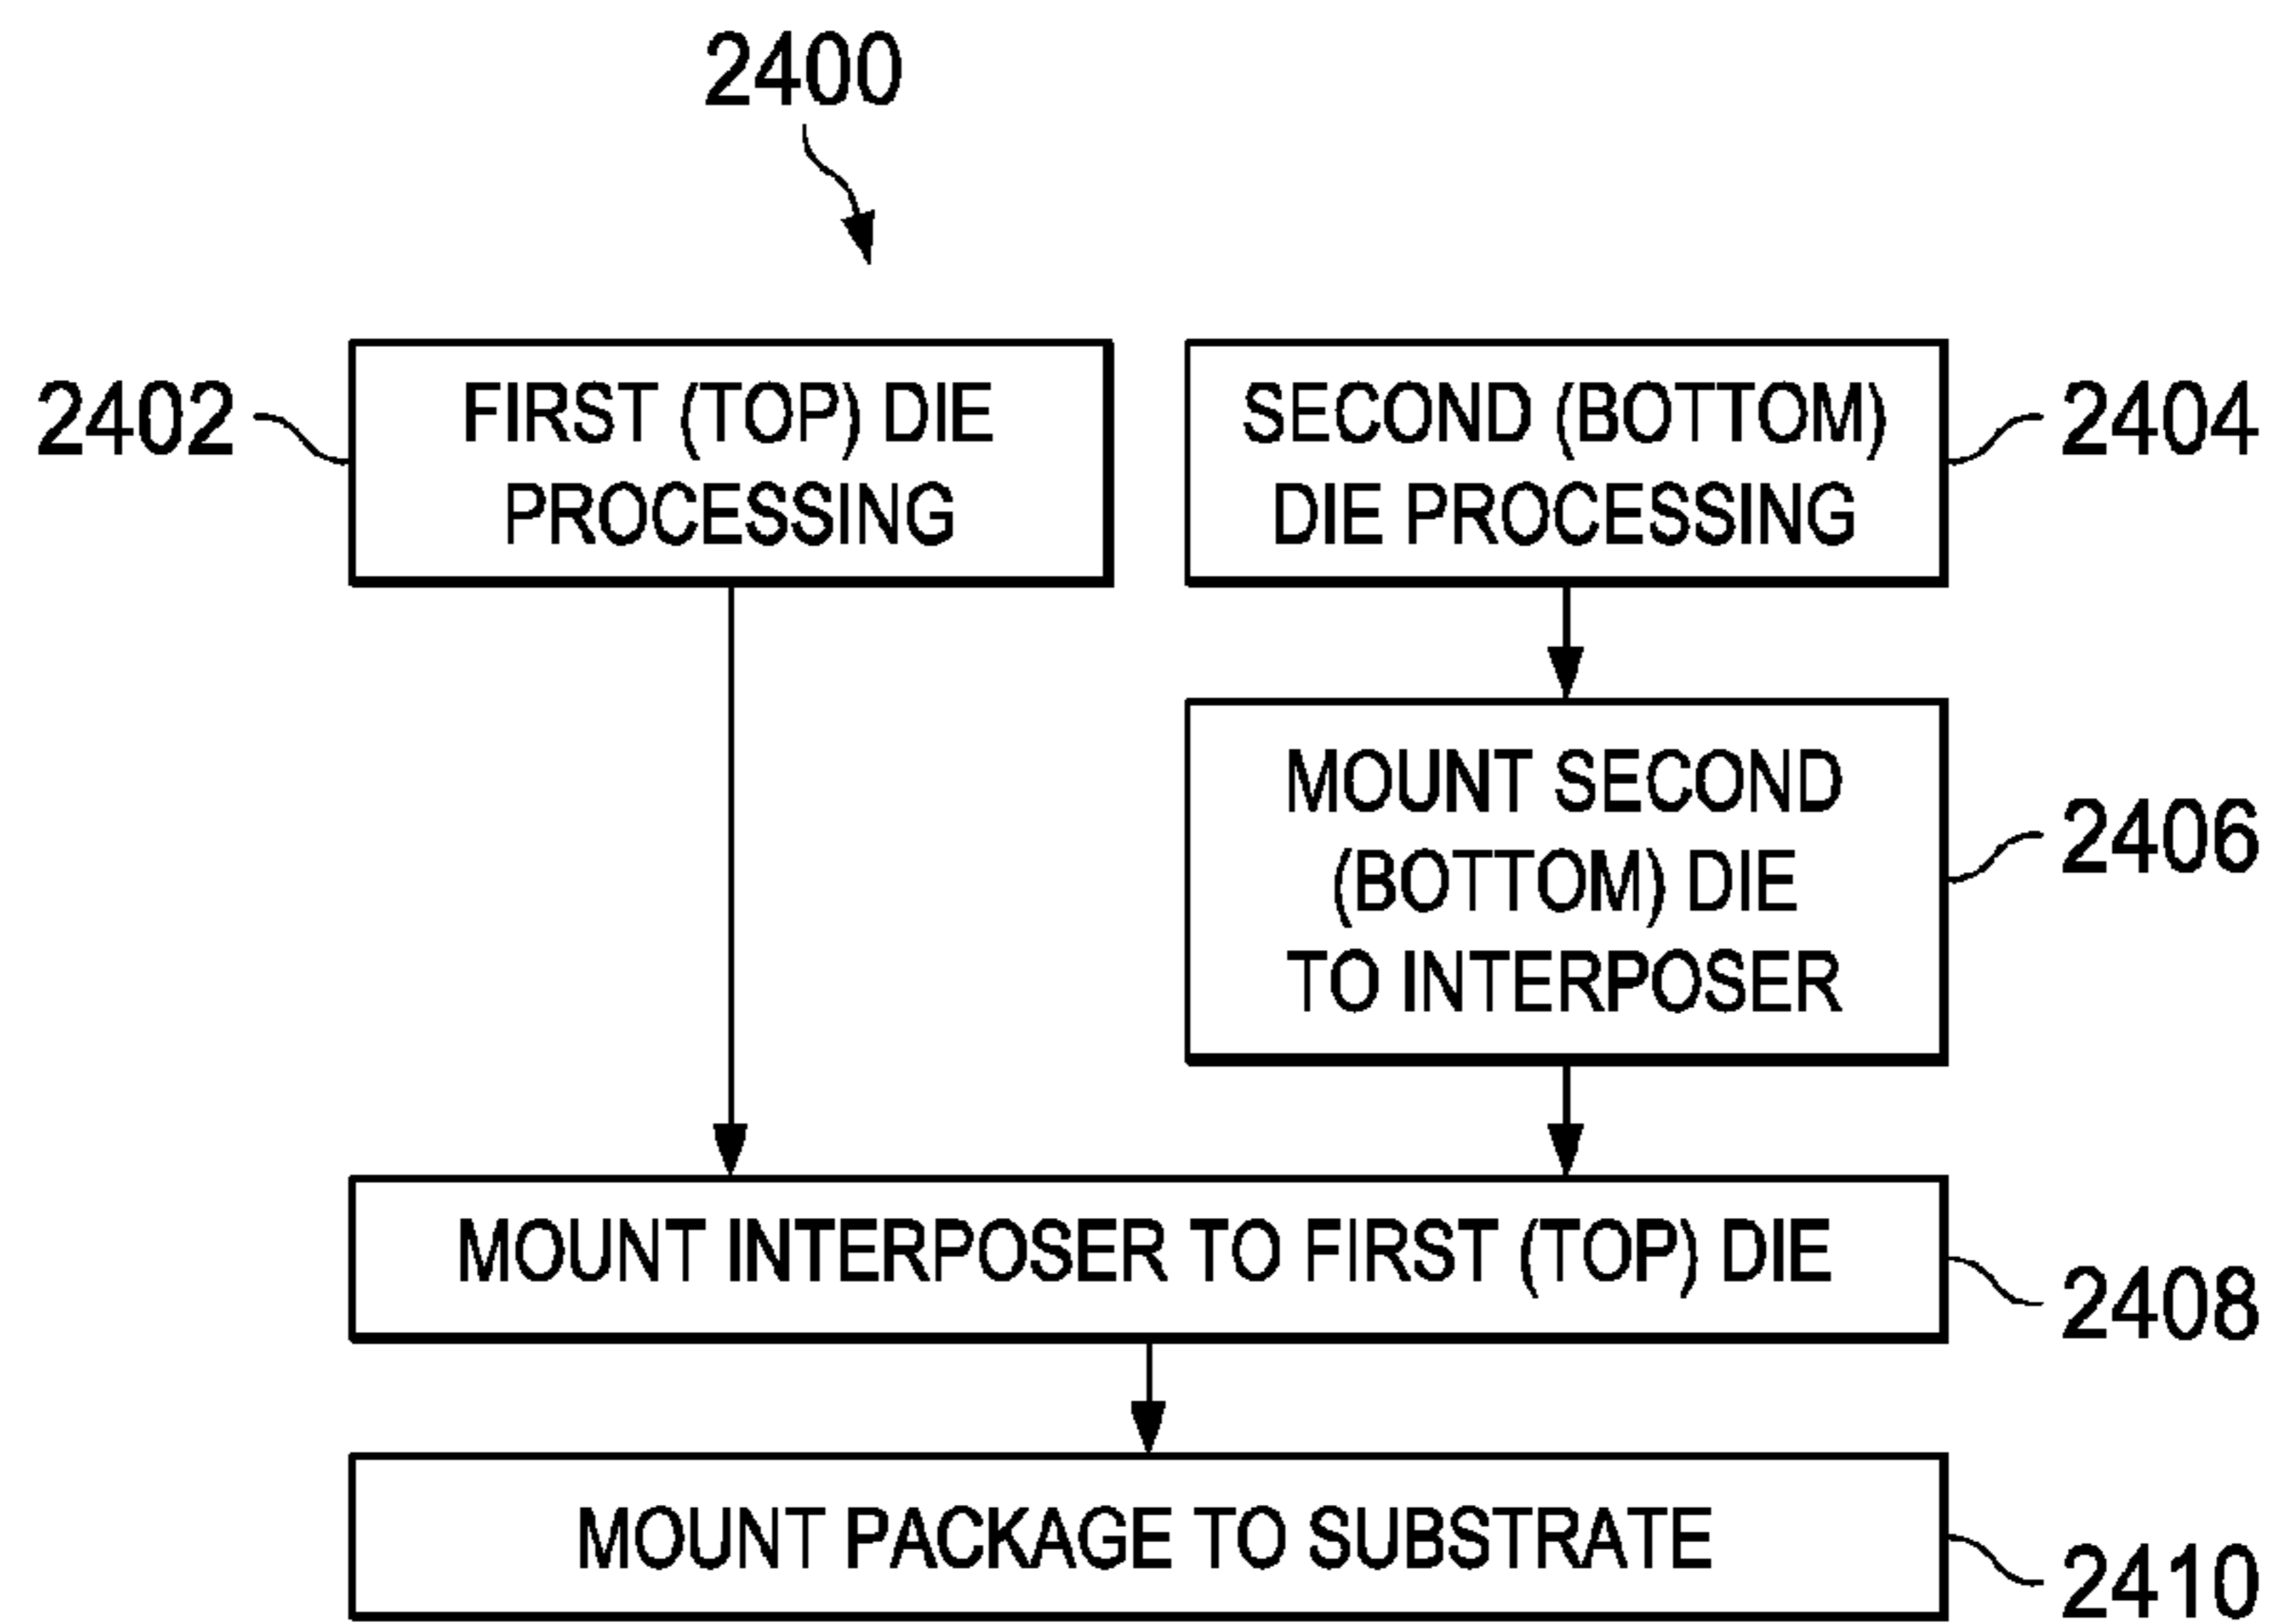 2400
2402
FIRST (TOP) DIE
PROCESSING
SECOND (BOTTOM)
DIE PROCESSING
2404
MOUNT SECOND
(BOTTOM) DIE
TO INTERPOSER
2406
MOUNT INTERPOSER TO FIRST (TOP) DIE
2408
MOUNT PACKAGE TO SUBSTRATE
2410